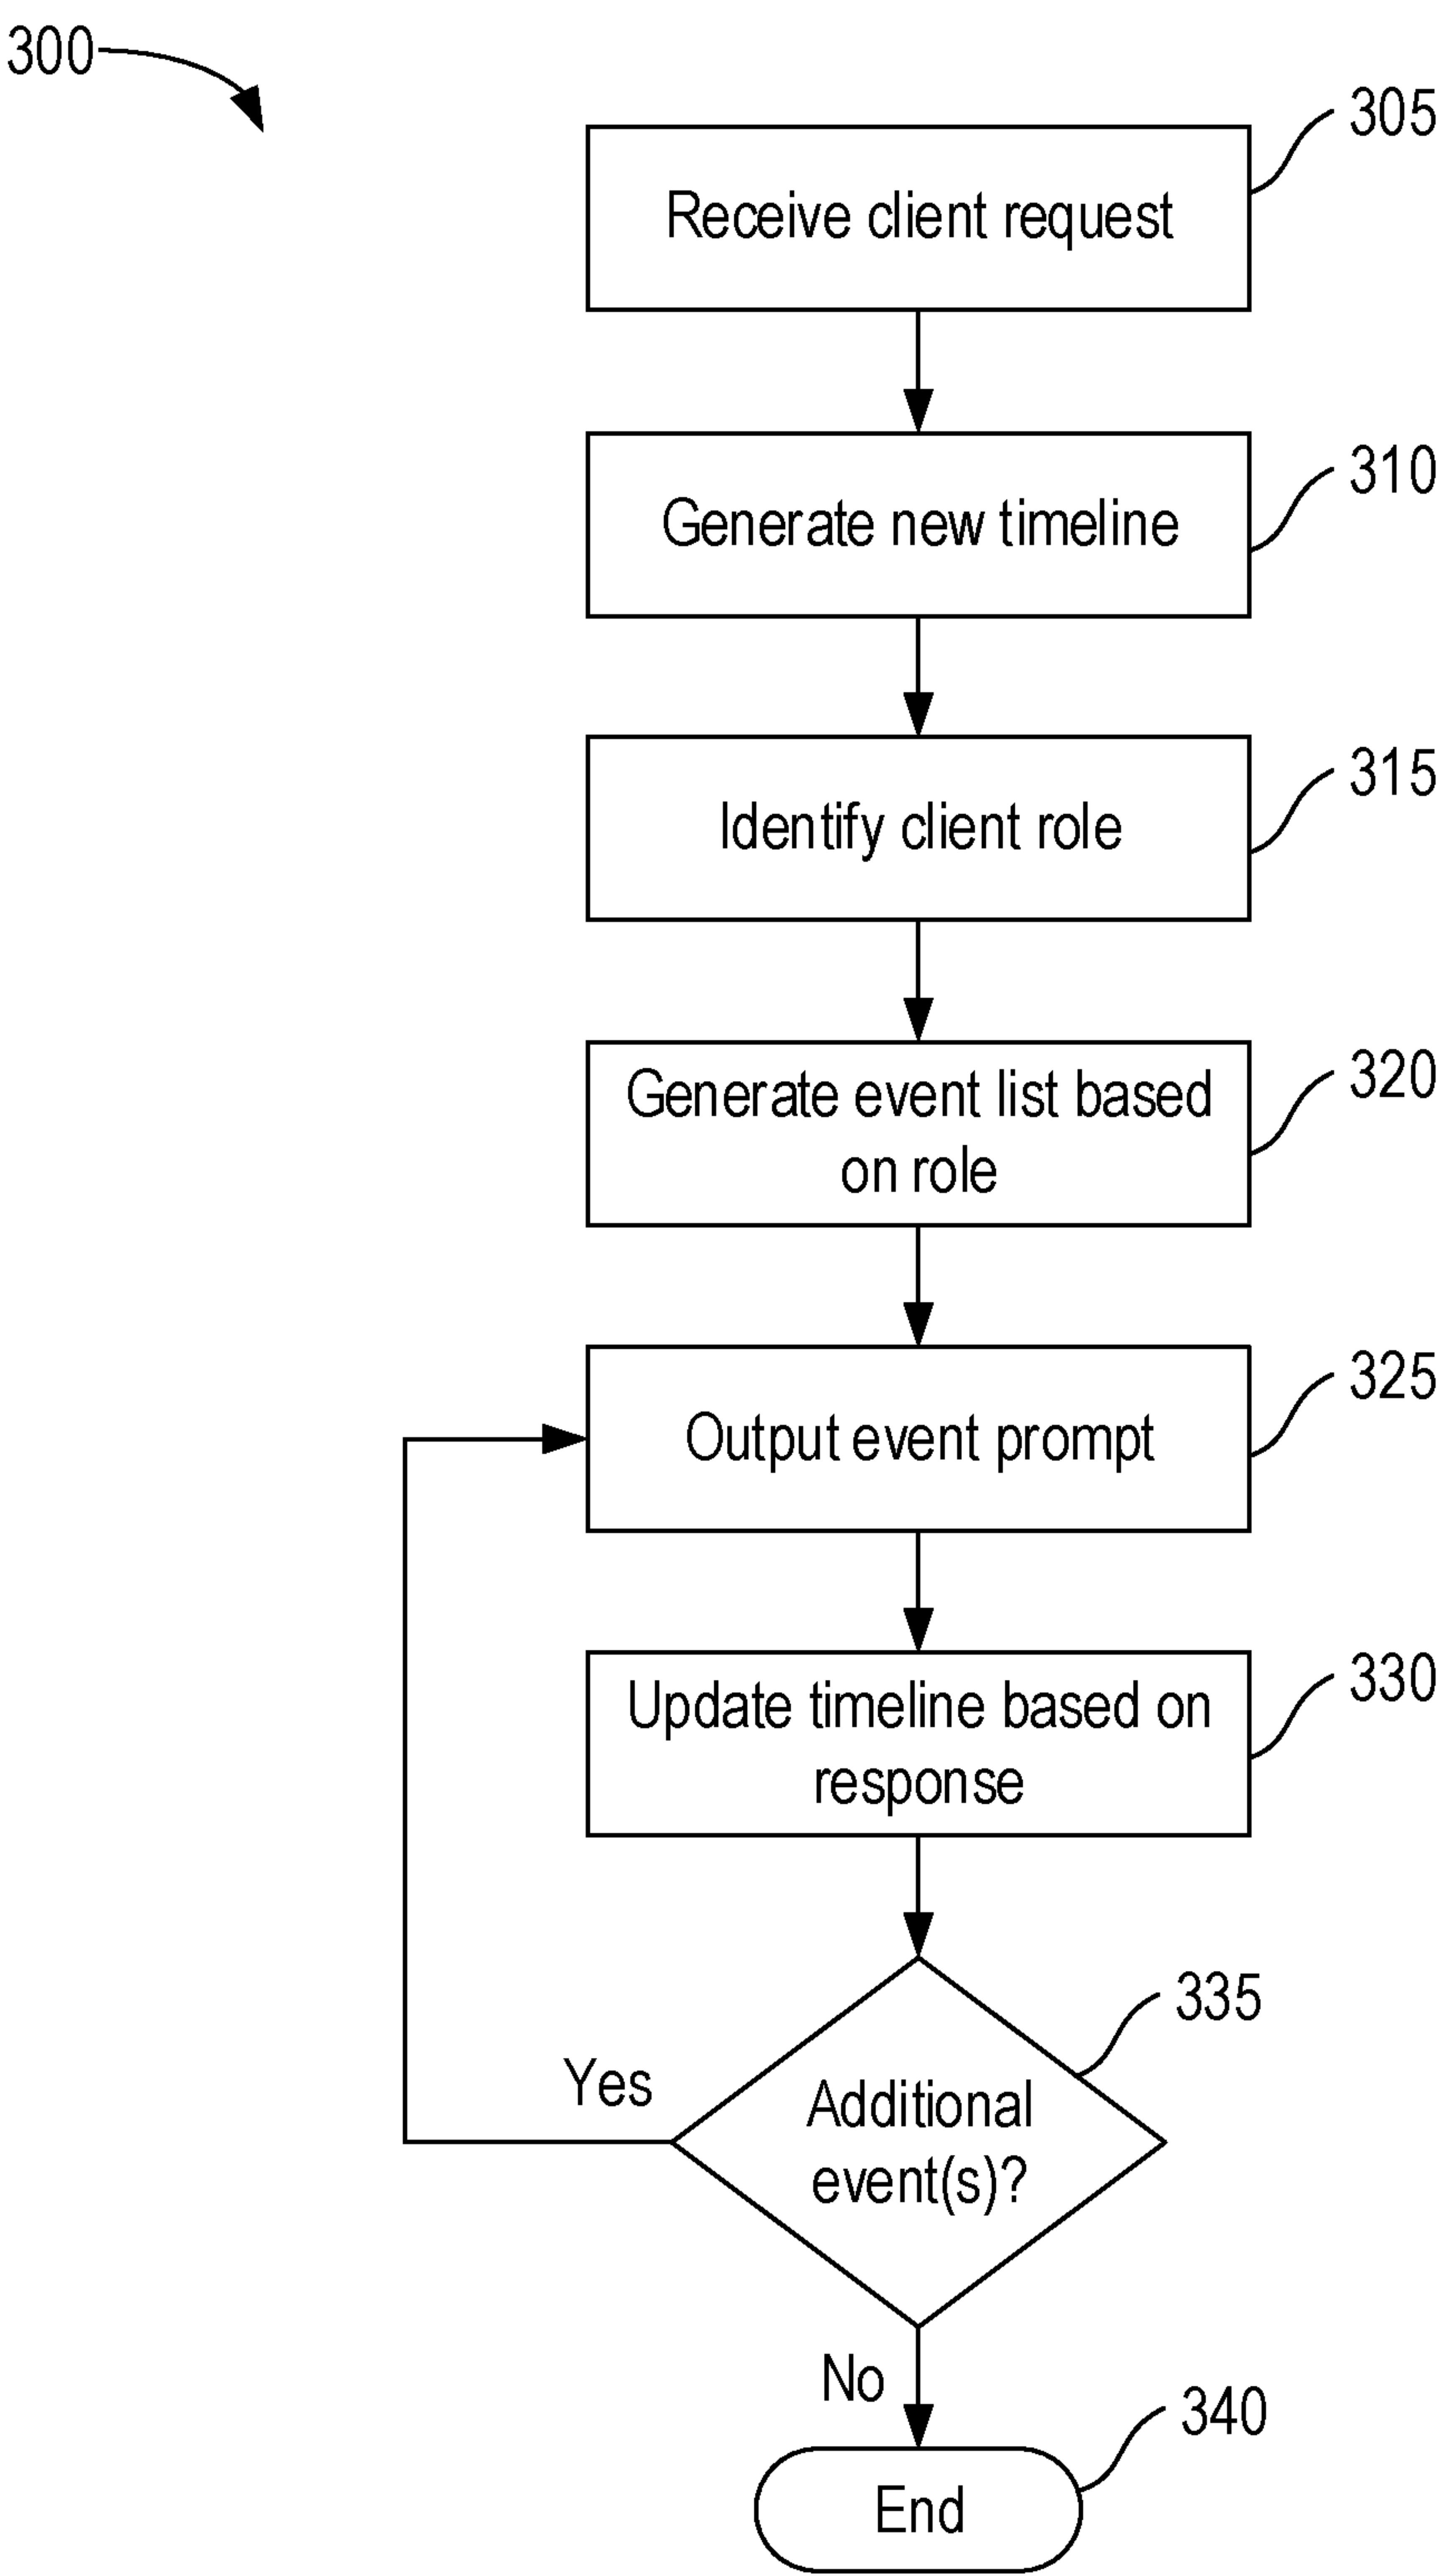 300
305
Receive client request
310
Generate new timeline
315
Identify client role
320
Generate event list based
on role
325
Output event prompt
330
Update timeline based on
response
335
Additional
event(s)?
Yes
No
340
End